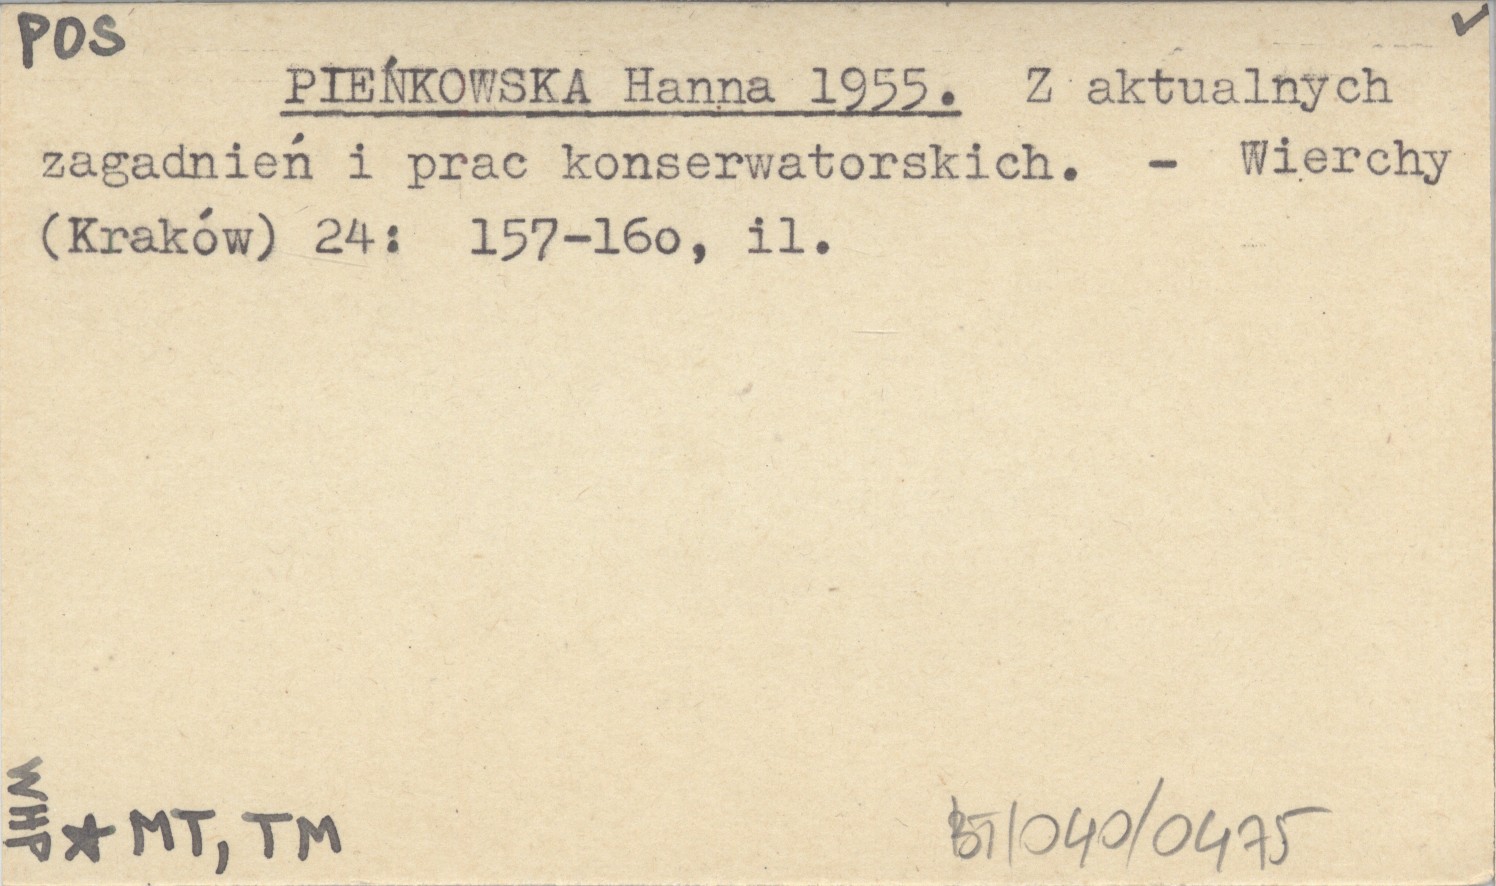 POS ✓
PIEŃKOWSKA Hanna 1955. Z aktualnych
zagadnień i prac konserwatorskich. - Wierchy
(Kraków) 24: 157-16o, il.
WHP
★ MT, TM
BT/040/0475